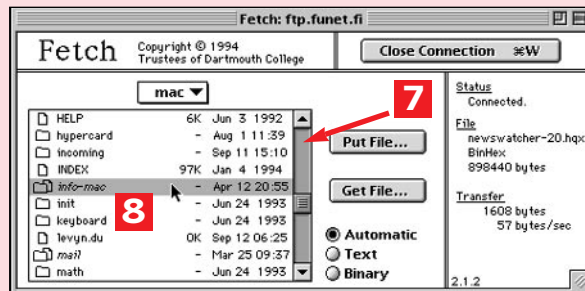 Fetch: ftp.funet.fi
Fetch
Copyright © 1994
Trustees of Dartmouth College
Close Connection ⌘W
mac
7
HELP 6K Jun 3 1992
hypercard - Aug 1 11:39
incoming - Sep 11 15:10
INDEX 97K Jan 4 1994
info-mac - Apr 12 20:55
init - Jun 24 1993
keyboard - Jun 24 1993
levyn.du 0K Sep 12 06:25
mail - Mar 25 09:37
math - Jun 24 1993
8
Put File...
Get File...
Automatic
Text
Binary
Status
Connected.
File
newswatcher-20.hqx
BinHex
898440 bytes
Transfer
1608 bytes
57 bytes/sec
2.1.2